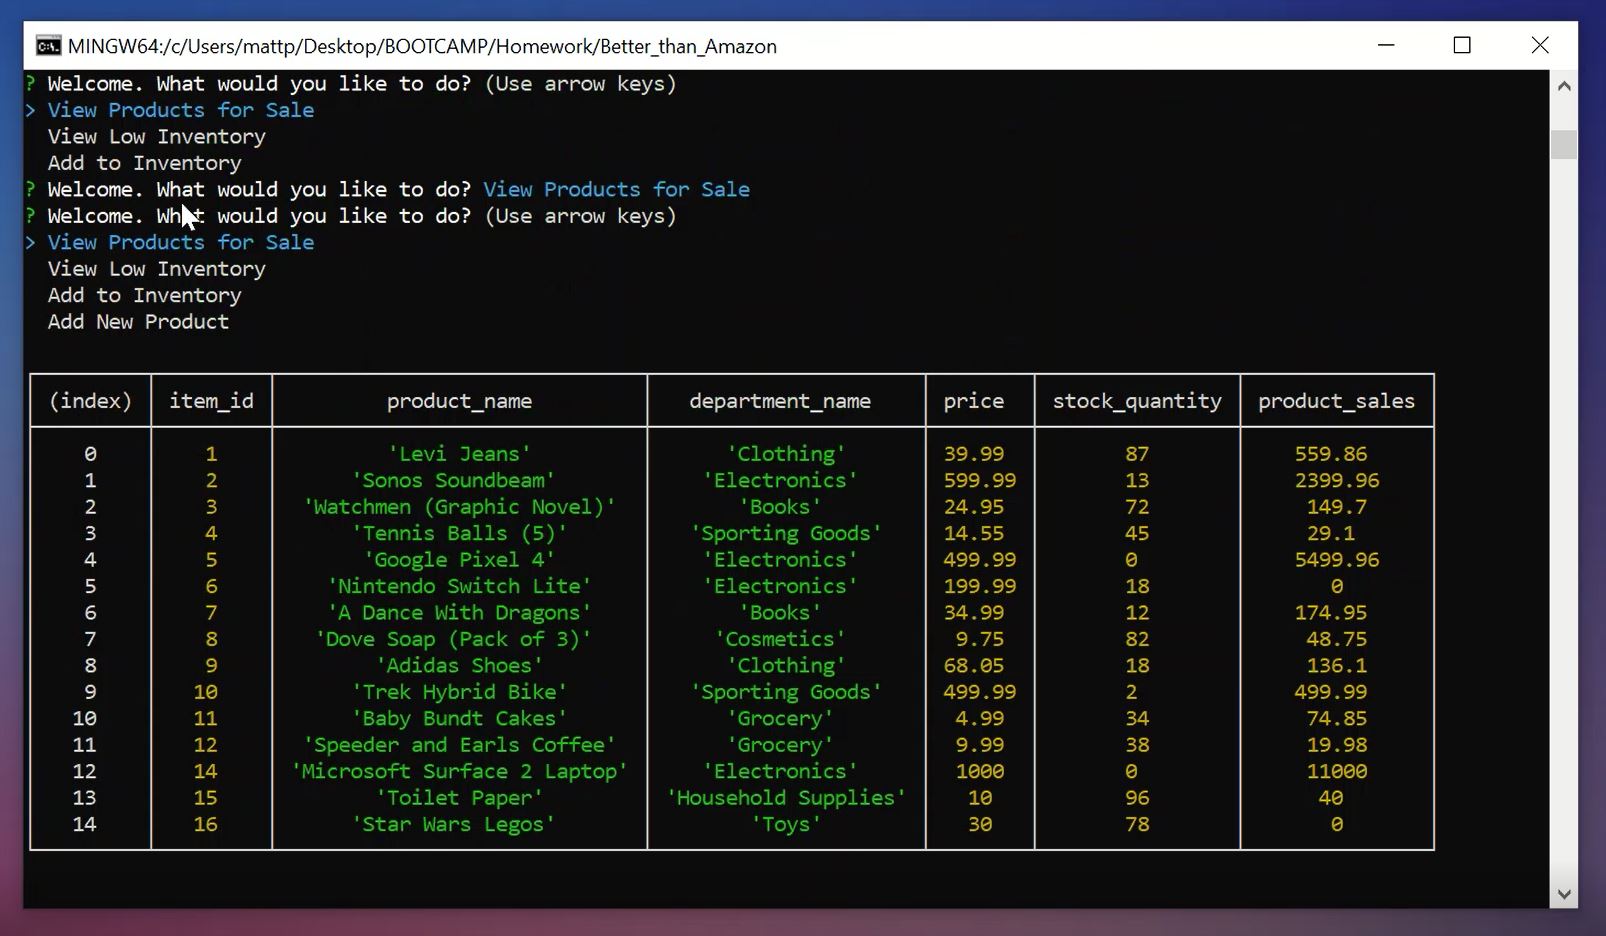 MINGW64:/c/Users/mattp/Desktop/BOOTCAMP/Homework/Better_than_Amazon
? Welcome. What would you like to do? (Use arrow keys)
> View Products for Sale
View Low Inventory
Add to Inventory
? Welcome. What would you like to do? View Products for Sale
? Welcome. What would you like to do? (Use arrow keys)
> View Products for Sale
View Low Inventory
Add to Inventory
Add New Product
(index) item_id product_name department_name price stock_quantity product_sales
0 1 'Levi Jeans' 'Clothing' 39.99 87 559.86
1 2 'Sonos Soundbeam' 'Electronics' 599.99 13 2399.96
2 3 'Watchmen (Graphic Novel)' 'Books' 24.95 72 149.7
3 4 'Tennis Balls (5)' 'Sporting Goods' 14.55 45 29.1
4 5 'Google Pixel 4' 'Electronics' 499.99 0 5499.96
5 6 'Nintendo Switch Lite' 'Electronics' 199.99 18 0
6 7 'A Dance With Dragons' 'Books' 34.99 12 174.95
7 8 'Dove Soap (Pack of 3)' 'Cosmetics' 9.75 82 48.75
8 9 'Adidas Shoes' 'Clothing' 68.05 18 136.1
9 10 'Trek Hybrid Bike' 'Sporting Goods' 499.99 2 499.99
10 11 'Baby Bundt Cakes' 'Grocery' 4.99 34 74.85
11 12 'Speeder and Earls Coffee' 'Grocery' 9.99 38 19.98
12 14 'Microsoft Surface 2 Laptop' 'Electronics' 1000 0 11000
13 15 'Toilet Paper' 'Household Supplies' 10 96 40
14 16 'Star Wars Legos' 'Toys' 30 78 0